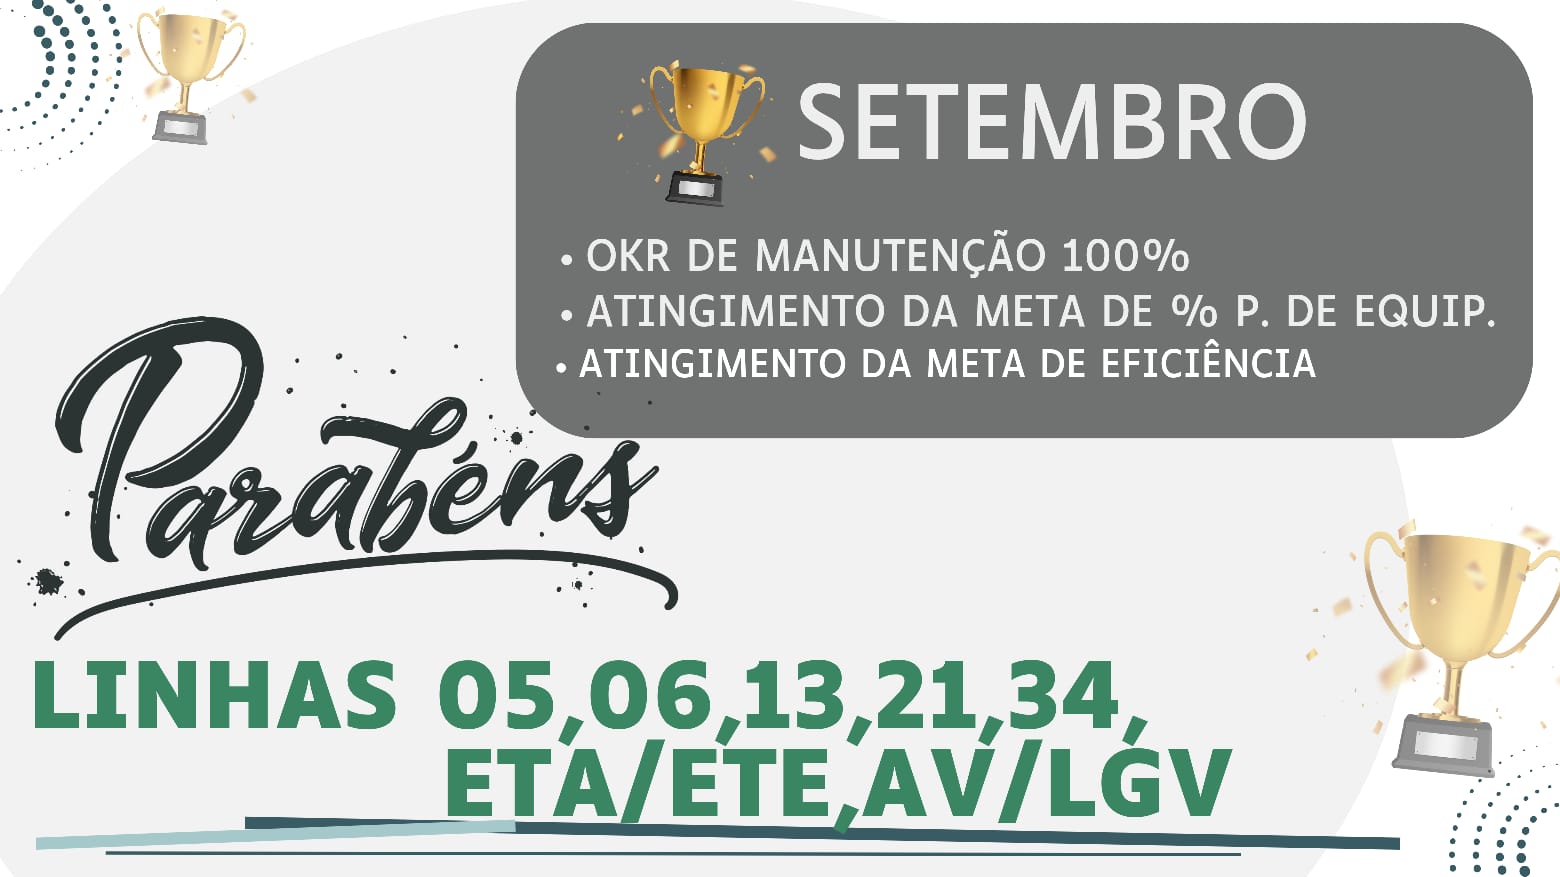 SETEMBRO
• OKR DE MANUTENÇÃO 100%
• ATINGIMENTO DA META DE % P. DE EQUIP.
• ATINGIMENTO DA META DE EFICIÊNCIA
Parabéns
LINHAS 05,06,13,21,34,
ETA/ETE,AV/LGV